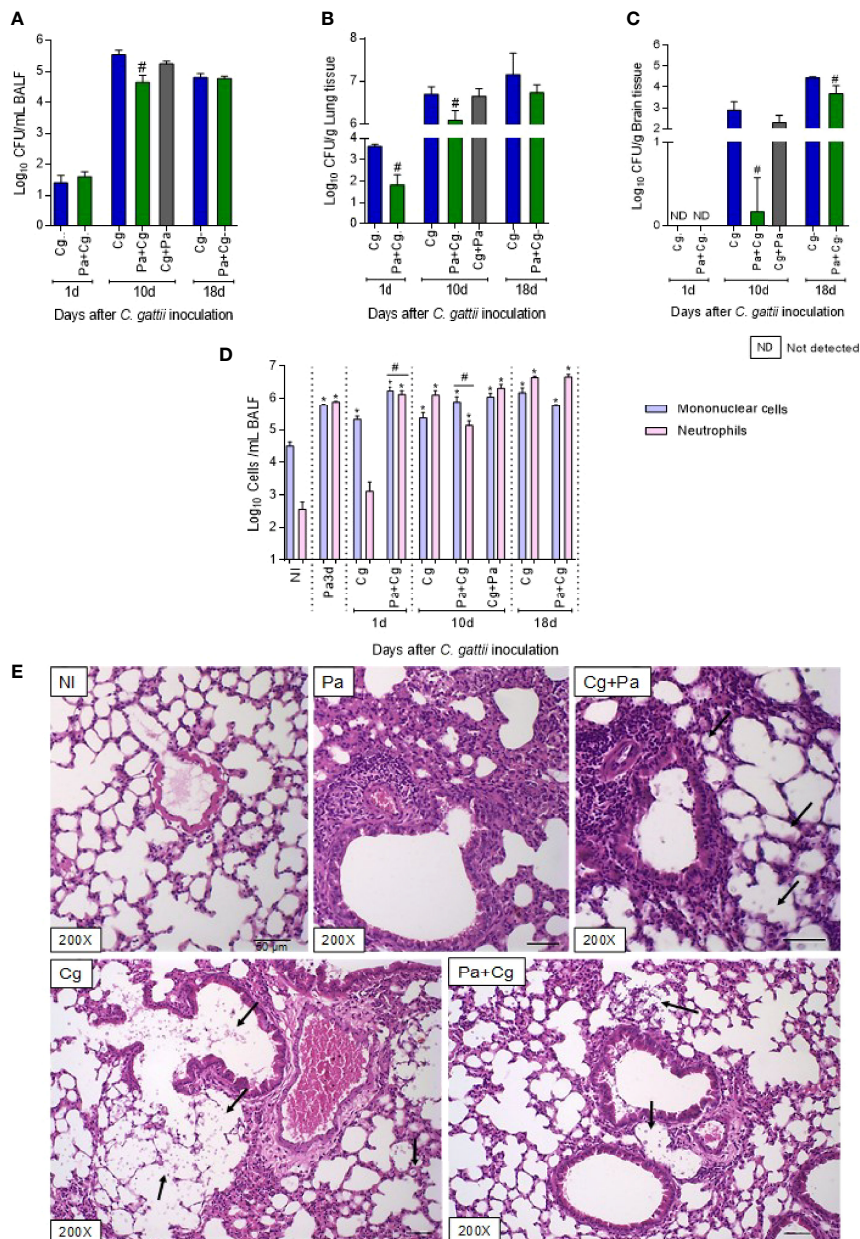 A
Log10 CFU/mL BALF
6
5
4
3
2
1
0
#
Cg.
Pa+Cg.
Cg
Pa+Cg
Cg+Pa
Cg-
Pa+Cg-
1d
10d
18d
Days after C. gattii inoculation
B
Log10 CFU/g Lung tissue
8
7
6
4
3
2
1
0
#
#
Cg.
Pa+Cg.
Cg
Pa+Cg
Cg+Pa
Cg-
Pa+Cg-
1d
10d
18d
Days after C. gattii inoculation
C
Log10 CFU/g Brain tissue
6
5
4
3
2
1
0
ND
ND
#
#
Cg.
Pa+Cg.
Cg
Pa+Cg
Cg+Pa
Cg-
Pa+Cg-
1d
10d
18d
Days after C. gattii inoculation
ND
Not detected
D
Log10 Cells /mL BALF
7
6
5
4
3
2
1
* * * * * # * * * * # * * * * * *
NI
Pa3d
Cg
Pa+Cg
Cg
Pa+Cg
Cg+Pa
Cg
Pa+Cg
1d
10d
18d
Days after C. gattii inoculation
Mononuclear cells
Neutrophils
E
NI
200X
50 µm
Pa
200X
Cg+Pa
200X
Cg
200X
Pa+Cg
200X